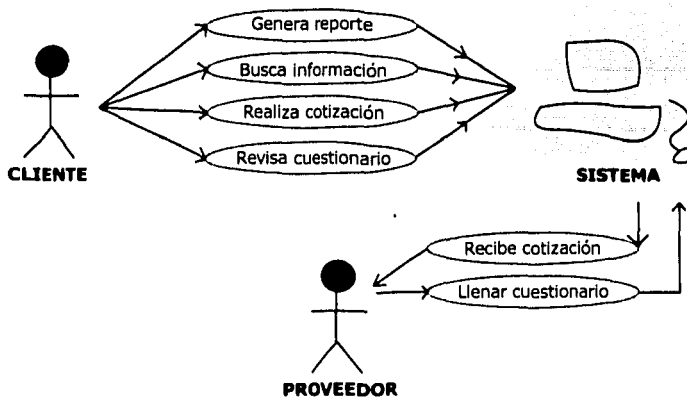 Genera reporte
Busca información
Realiza cotización
Revisa cuestionario
CLIENTE
SISTEMA
Recibe cotización
Llenar cuestionario
PROVEEDOR